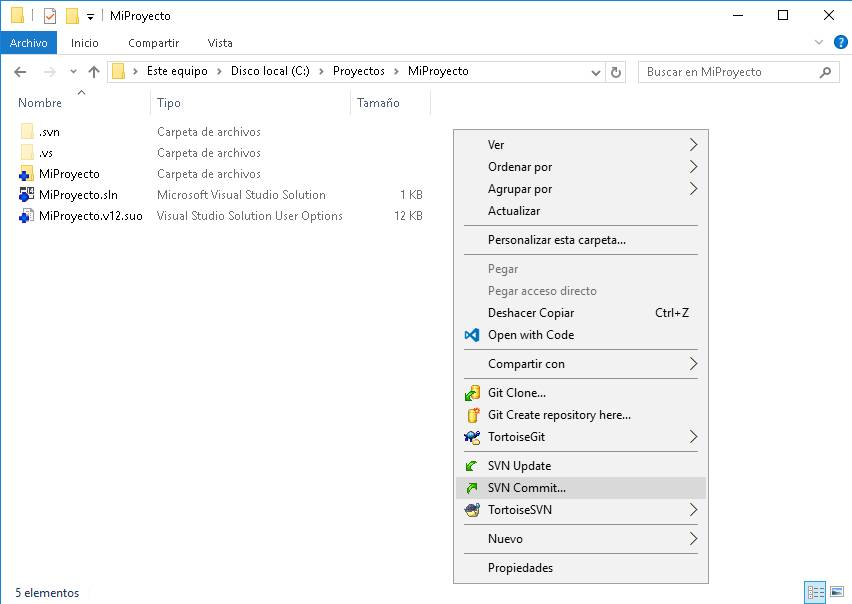 MiProyecto
Archivo Inicio Compartir Vista
Este equipo Disco local (C:) Proyectos MiProyecto Buscar en MiProyecto
Nombre Tipo Tamaño
.svn Carpeta de archivos
.vs Carpeta de archivos
MiProyecto Carpeta de archivos
MiProyecto.sln Microsoft Visual Studio Solution 1 KB
MiProyecto.v12.suo Visual Studio Solution User Options 12 KB
Ver
Ordenar por
Agrupar por
Actualizar
Personalizar esta carpeta...
Pegar
Pegar acceso directo
Deshacer Copiar Ctrl+Z
Open with Code
Compartir con
Git Clone...
Git Create repository here...
TortoiseGit
SVN Update
SVN Commit...
TortoiseSVN
Nuevo
Propiedades
5 elementos